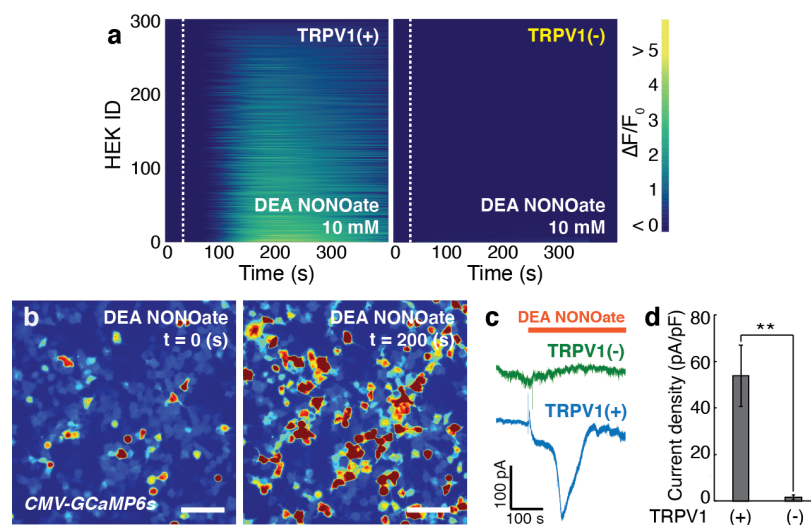 a
TRPV1(+)
TRPV1(-)
HEK ID
300
200
100
0
DEA NONOate
10 mM
DEA NONOate
10 mM
0 100 200 300
0 100 200 300
Time (s)
Time (s)
> 5
4
3
2
1
< 0
ΔF/F0
b
DEA NONOate
t = 0 (s)
CMV-GCaMP6s
DEA NONOate
t = 200 (s)
c
DEA NONOate
TRPV1(-)
TRPV1(+)
100 pA
100 s
d
**
Current density (pA/pF)
80
60
40
20
0
TRPV1 (+) (-)